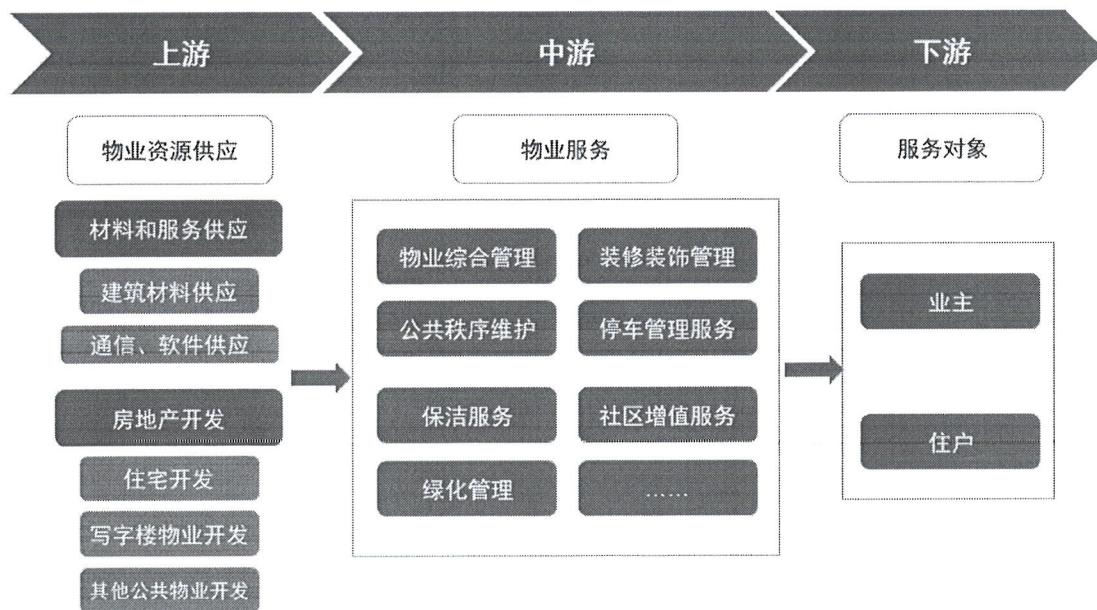 上游
中游
下游
物业资源供应
物业服务
服务对象
材料和服务供应
建筑材料供应
通信、软件供应
房地产开发
住宅开发
写字楼物业开发
其他公共物业开发
物业综合管理
装修装饰管理
公共秩序维护
停车管理服务
保洁服务
社区增值服务
绿化管理
……
业主
住户